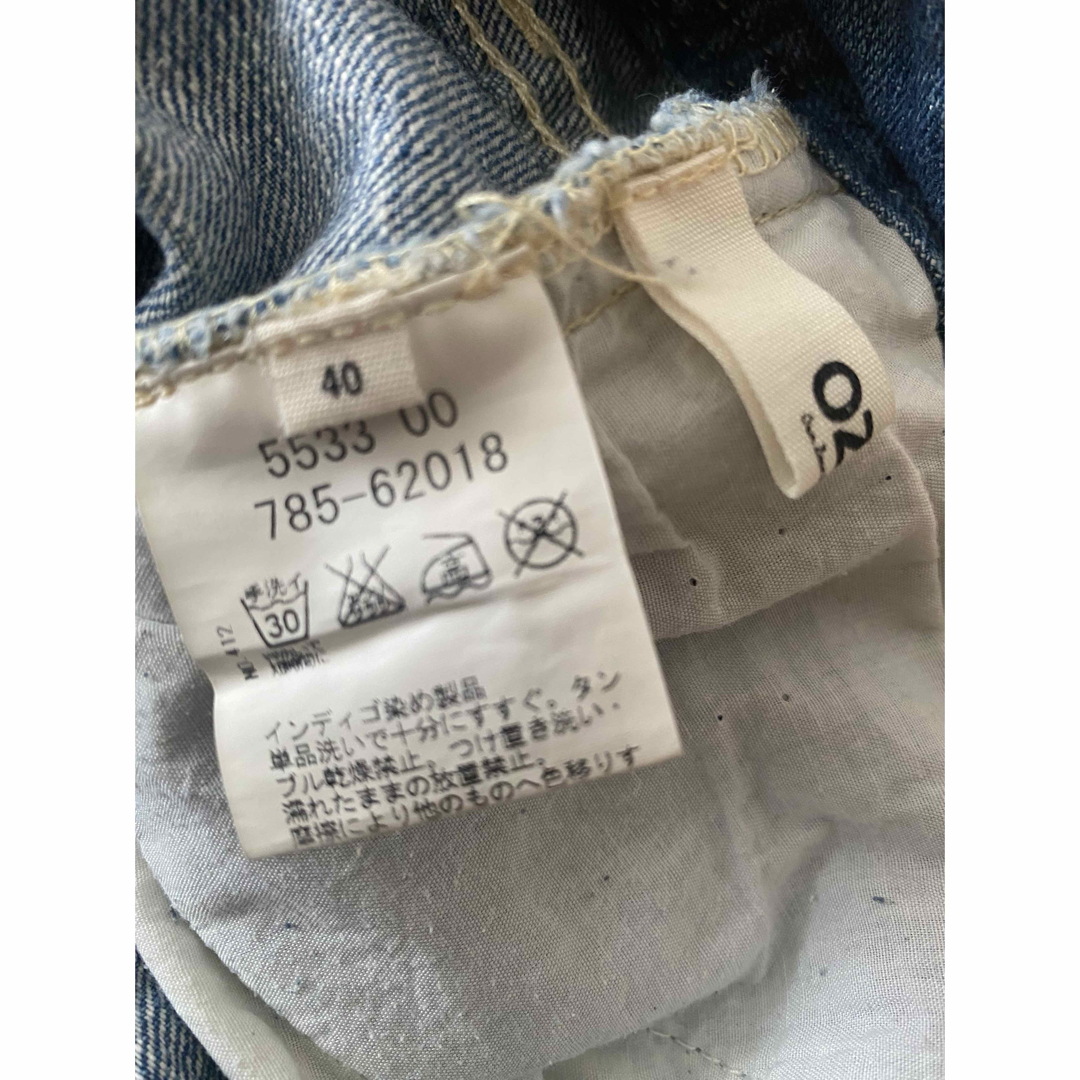 40
5533 00
785-62018
手洗イ
30
NO.412
インディゴ染め製品
単品洗いで十分にすすぐ。タン
ブル乾燥禁止。つけ置き洗い・
濡れたままの放置禁止。
摩擦により他のものへ色移りす
OZ